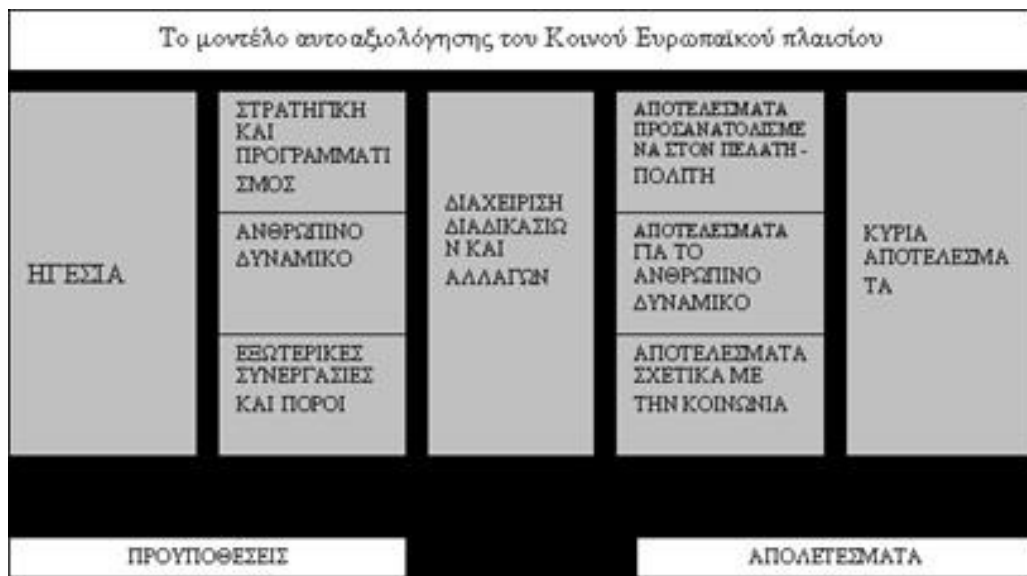 Το μοντέλο αυτοαξιολόγησης του Κοινού Ευρωπαϊκού πλαισίου
ΗΓΕΣΙΑ
ΣΤΡΑΤΗΓΙΚΗ
ΚΑΙ
ΠΡΟΓΡΑΜΜΑΤΙ
ΣΜΟΣ
ΑΝΘΡΩΠΙΝΟ
ΔΥΝΑΜΙΚΟ
ΕΞΩΤΕΡΙΚΕΣ
ΣΥΝΕΡΓΑΣΙΕΣ
ΚΑΙ ΠΟΡΟΙ
ΔΙΑΧΕΙΡΙΣΗ
ΔΙΑΔΙΚΑΣΙΩ
Ν ΚΑΙ
ΑΛΛΑΓΩΝ
ΑΠΟΤΕΛΕΣΜΑΤΑ
ΠΡΟΣΑΝΑΤΟΛΙΣΜΕ
ΝΑ ΣΤΟΝ ΠΕΛΑΤΗ -
ΠΟΛΙΤΗ
ΑΠΟΤΕΛΕΣΜΑΤΑ
ΓΙΑ ΤΟ
ΑΝΘΡΩΠΙΝΟ
ΔΥΝΑΜΙΚΟ
ΑΠΟΤΕΛΕΣΜΑΤΑ
ΣΧΕΤΙΚΑ ΜΕ
ΤΗΝ ΚΟΙΝΩΝΙΑ
ΚΥΡΙΑ
ΑΠΟΤΕΛΕΣΜΑ
ΤΑ
ΠΡΟΥΠΟΘΕΣΕΙΣ
ΑΠΟΛΕΤΕΣΜΑΤΑ